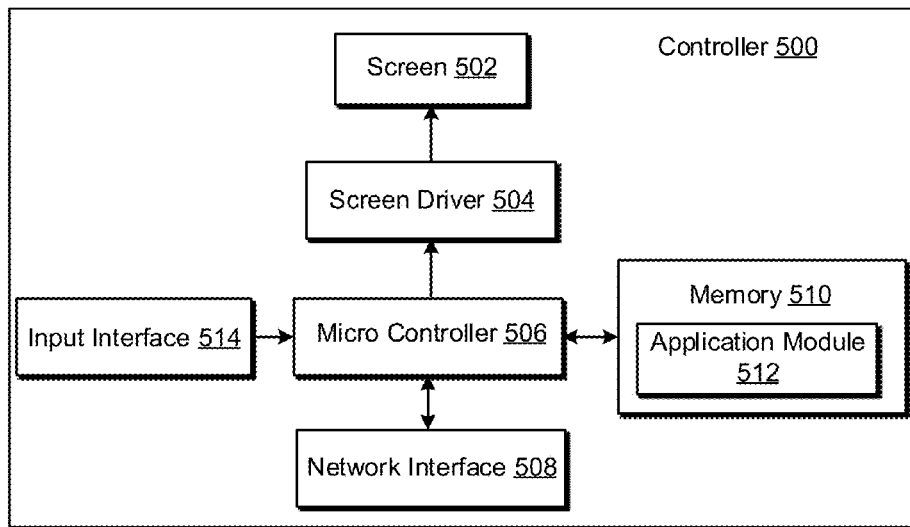 Controller 500
Screen 502
Screen Driver 504
Input Interface 514
Micro Controller 506
Memory 510
Application Module
512
Network Interface 508